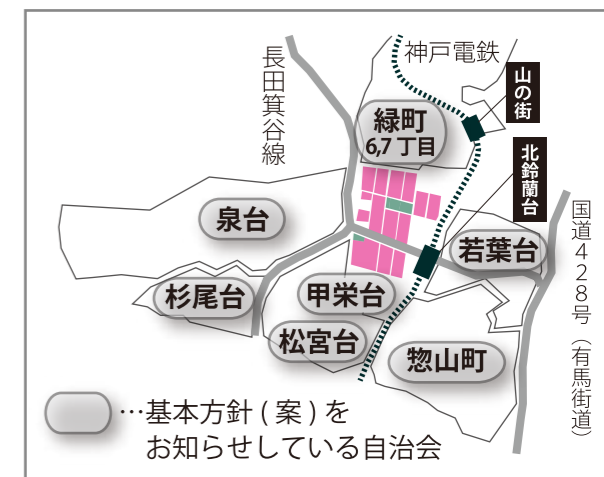 神戸電鉄
長田箕谷線
山の街
緑町
6,7 丁目
北鈴蘭台
泉台
若葉台
国道428号（有馬街道）
杉尾台
甲栄台
松宮台
惣山町
…基本方針 ( 案 ) を
お知らせしている自治会